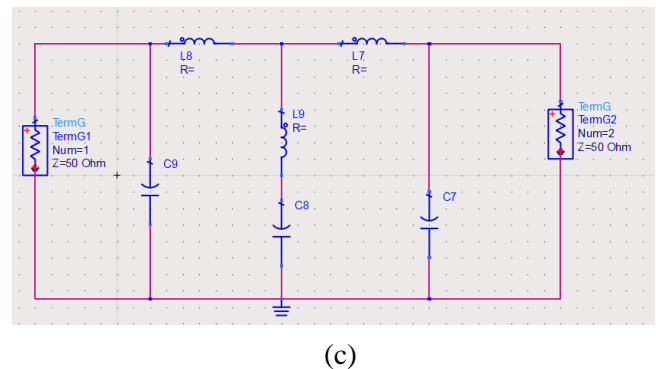 L8
R=
L7
R=
L9
R=
TermG
TermG1
Num=1
Z=50 Ohm
TermG
TermG2
Num=2
Z=50 Ohm
C9
C8
C7
(c)